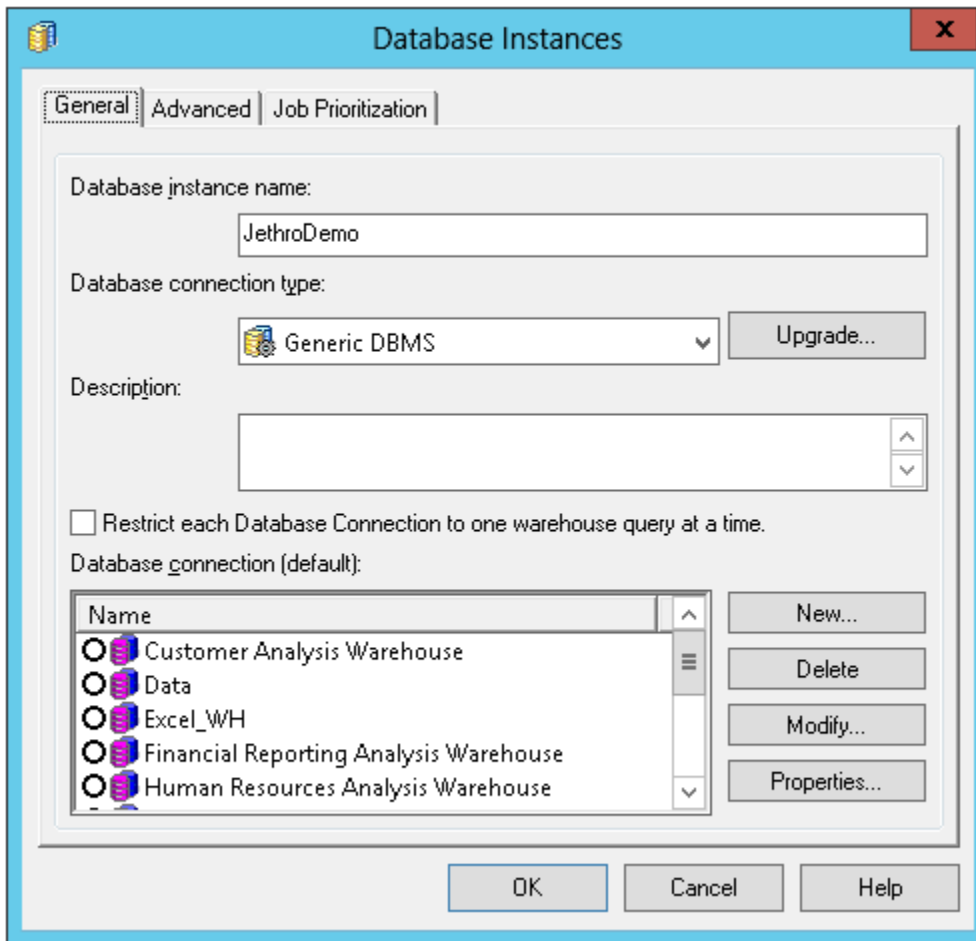 Database Instances
X
General Advanced Job Prioritization
Database instance name:
JethroDemo
Database connection type:
Generic DBMS Upgrade...
Description:
Restrict each Database Connection to one warehouse query at a time.
Database connection (default):
Name New...
Customer Analysis Warehouse
Data Delete
Excel_WH Modify...
Financial Reporting Analysis Warehouse
Human Resources Analysis Warehouse Properties...
OK Cancel Help